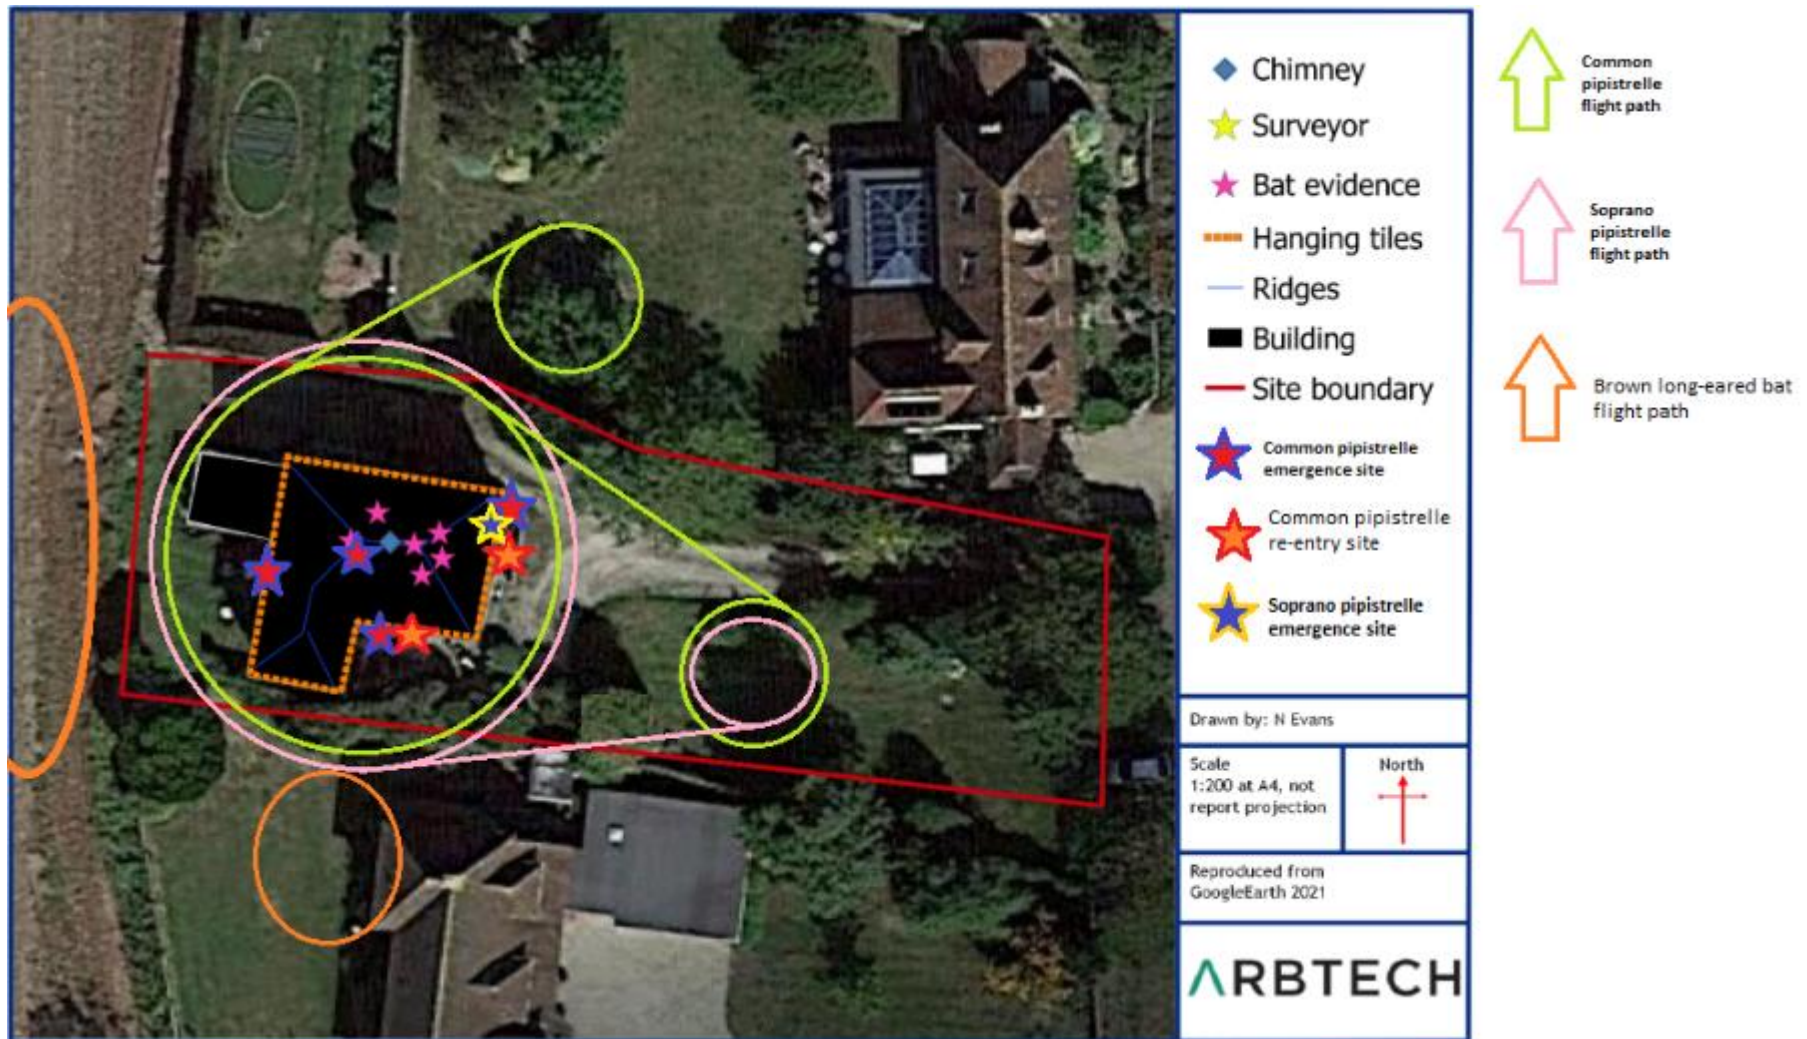 Chimney
Surveyor
Bat evidence
Hanging tiles
Ridges
Building
Site boundary
Common pipistrelle
emergence site
Common pipistrelle
re-entry site
Soprano pipistrelle
emergence site
Drawn by: N Evans
Scale
1:200 at A4, not
report projection
North
Reproduced from
GoogleEarth 2021
ARBTECH
Common
pipistrelle
flight path
Soprano
pipistrelle
flight path
Brown long-eared bat
flight path